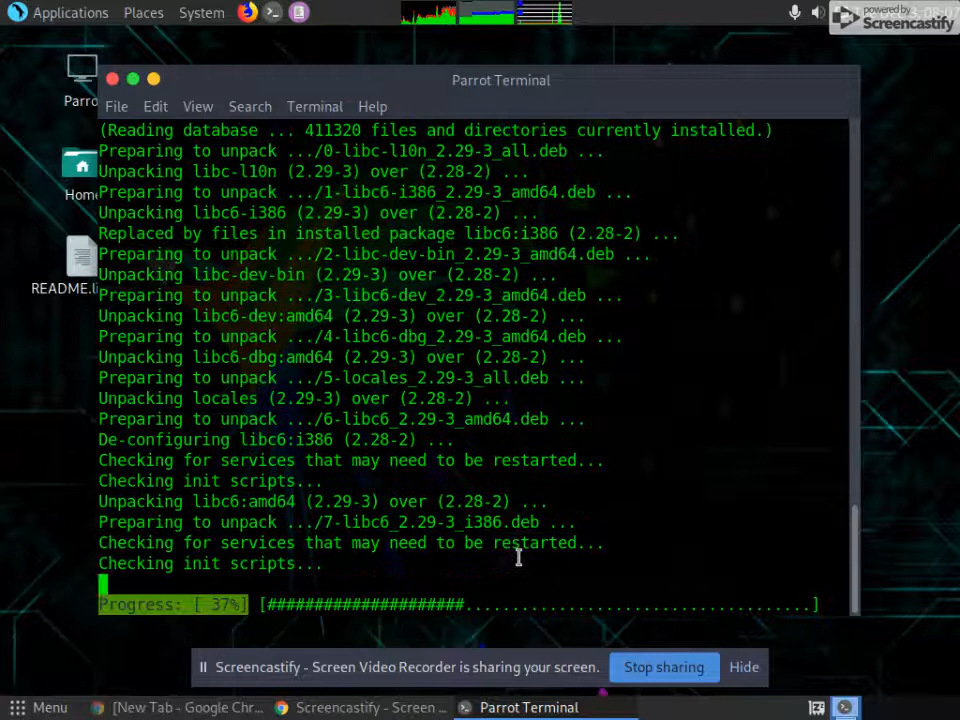 Applications Places System
powered by
Screencastify
Parro
Home
README.li
Parrot Terminal
File Edit View Search Terminal Help
(Reading database ... 411320 files and directories currently installed.)
Preparing to unpack .../0-libc-l10n_2.29-3_all.deb ...
Unpacking libc-l10n (2.29-3) over (2.28-2) ...
Preparing to unpack .../1-libc6-i386_2.29-3_amd64.deb ...
Unpacking libc6-i386 (2.29-3) over (2.28-2) ...
Replaced by files in installed package libc6:i386 (2.28-2) ...
Preparing to unpack .../2-libc-dev-bin_2.29-3_amd64.deb ...
Unpacking libc-dev-bin (2.29-3) over (2.28-2) ...
Preparing to unpack .../3-libc6-dev_2.29-3_amd64.deb ...
Unpacking libc6-dev:amd64 (2.29-3) over (2.28-2) ...
Preparing to unpack .../4-libc6-dbg_2.29-3_amd64.deb ...
Unpacking libc6-dbg:amd64 (2.29-3) over (2.28-2) ...
Preparing to unpack .../5-locales_2.29-3_all.deb ...
Unpacking locales (2.29-3) over (2.28-2) ...
Preparing to unpack .../6-libc6_2.29-3_amd64.deb ...
De-configuring libc6:i386 (2.28-2) ...
Checking for services that may need to be restarted...
Checking init scripts...
Unpacking libc6:amd64 (2.29-3) over (2.28-2) ...
Preparing to unpack .../7-libc6_2.29-3_i386.deb ...
Checking for services that may need to be restarted...
Checking init scripts...
Progress: [ 37%] [#####################.....................................]
Screencastify - Screen Video Recorder is sharing your screen. Stop sharing Hide
Menu [New Tab - Google Chr... Screencastify - Screen ... Parrot Terminal